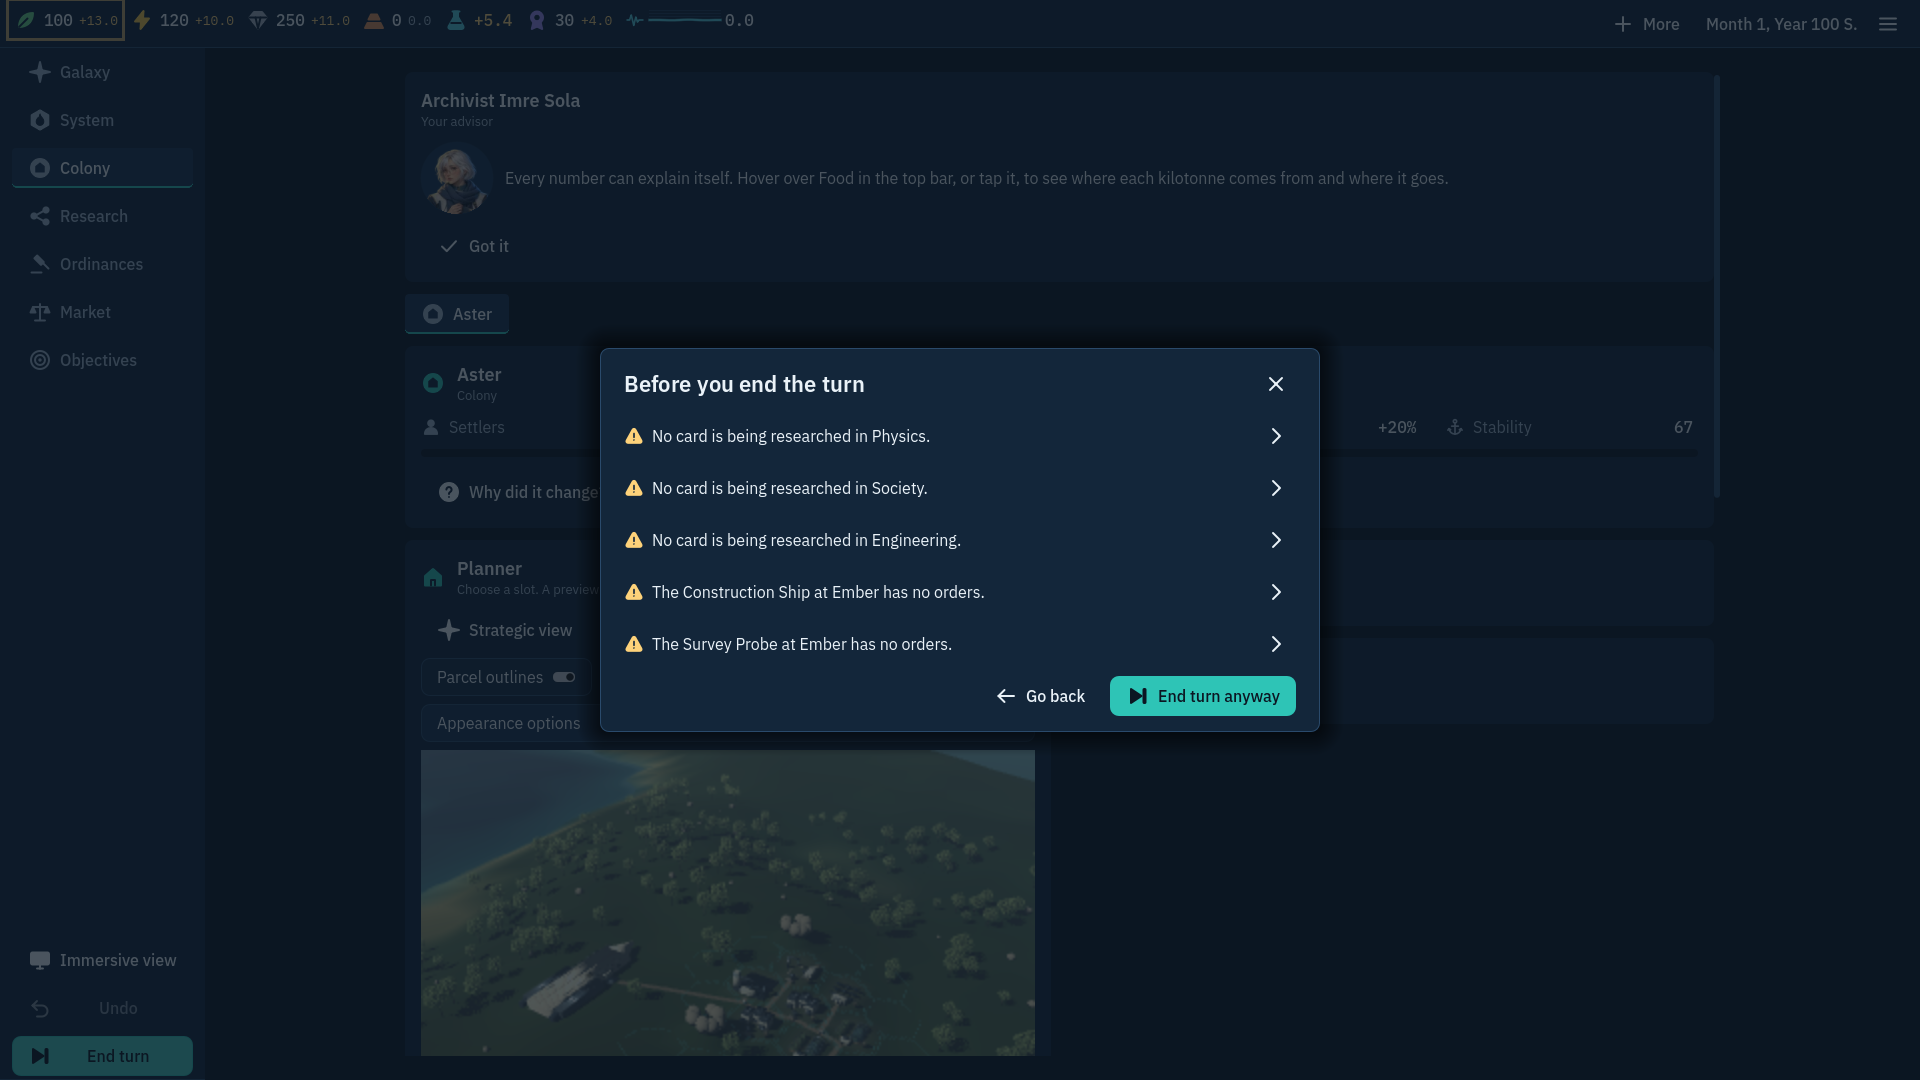 100 +13.0 120 +10.0 250 +11.0 0 0.0 +5.4 30 +4.0 0.0 More Month 1, Year 100 S.
Galaxy
System
Colony
Research
Ordinances
Market
Objectives
Immersive view
Undo
End turn
Archivist Imre Sola
Your advisor
Every number can explain itself. Hover over Food in the top bar, or tap it, to see where each kilotonne comes from and where it goes.
Got it
Aster
Aster
Colony
Settlers +20% Stability 67
Why did it change
Planner
Choose a slot. A preview
Strategic view
Parcel outlines
Appearance options
Before you end the turn
No card is being researched in Physics.
No card is being researched in Society.
No card is being researched in Engineering.
The Construction Ship at Ember has no orders.
The Survey Probe at Ember has no orders.
Go back End turn anyway